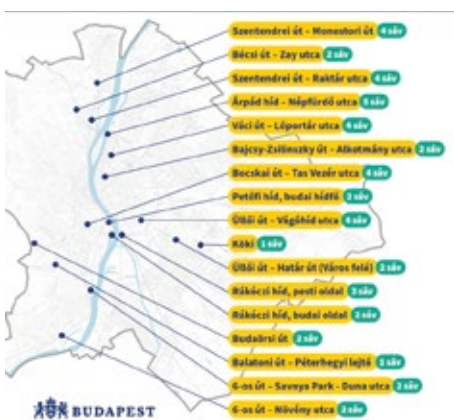 Szentendrei út - Monostori út 4 sáv
Bécsi út - Zay utca 2 sáv
Szentendrei út - Raktár utca 4 sáv
Árpád híd - Népfürdő utca 5 sáv
Váci út - Lőportár utca 4 sáv
Bajcsy-Zsilinszky út - Alkotmány utca 2 sáv
Bocskai út - Tas Vezér utca 4 sáv
Petőfi híd, budai hídfő 2 sáv
Üllői út - Vágóhíd utca 4 sáv
Köki 1 sáv
Üllői út - Határ út (Város felé) 2 sáv
Rákóczi híd, pesti oldal 3 sáv
Rákóczi híd, budai oldal 2 sáv
Budaörsi út 2 sáv
Balatoni út - Péterhegyi lejtő 1 sáv
6-os út - Savoya Park - Duna utca 2 sáv
6-os út - Növény utca 2 sáv
BUDAPEST